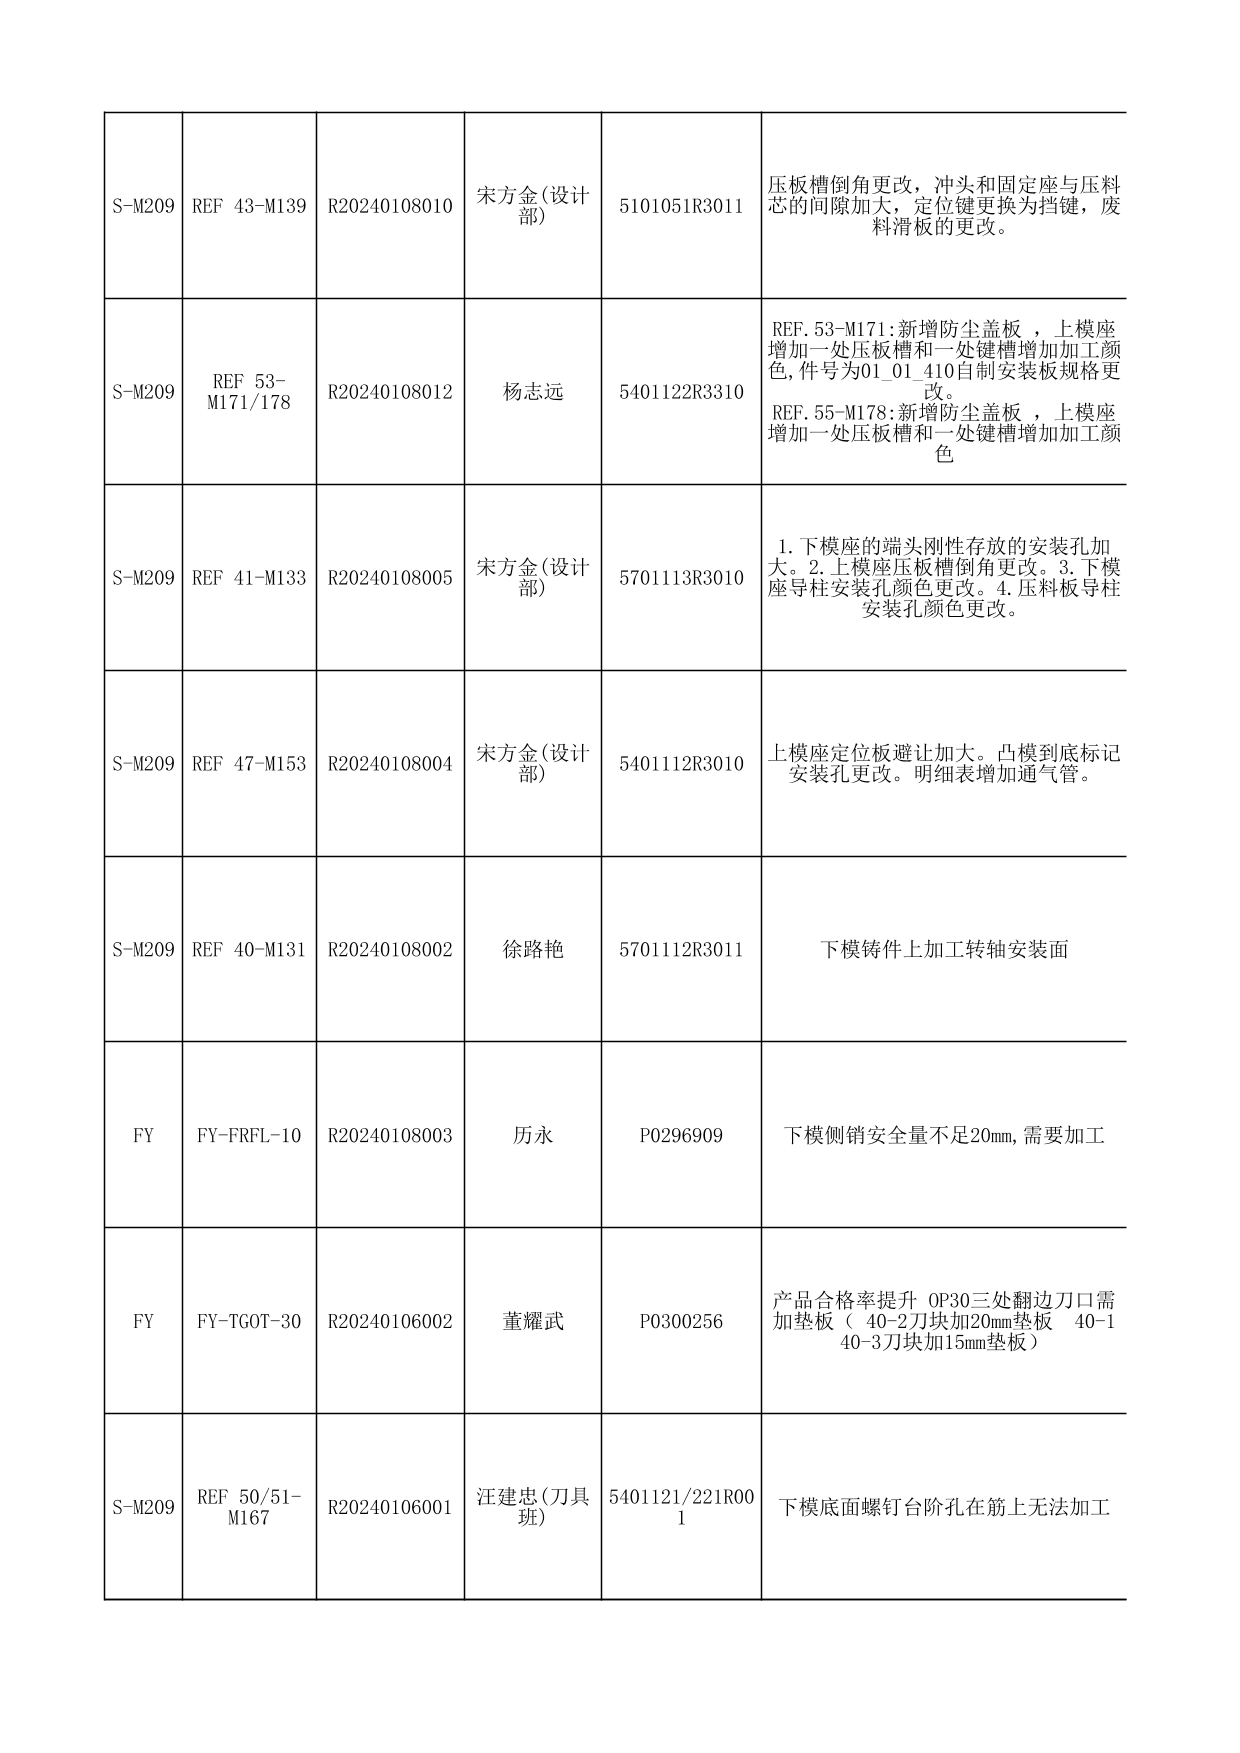 S-M209 REF 43-M139 R20240108010 宋方金(设计
部) 5101051R3011 压板槽倒角更改，冲头和固定座与压料
芯的间隙加大，定位键更换为挡键，废
料滑板的更改。
S-M209 REF 53-
M171/178 R20240108012 杨志远 5401122R3310 REF.53-M171:新增防尘盖板 ，上模座
增加一处压板槽和一处键槽增加加工颜
色,件号为01_01_410自制安装板规格更
改。
REF.55-M178:新增防尘盖板 ，上模座
增加一处压板槽和一处键槽增加加工颜
色
S-M209 REF 41-M133 R20240108005 宋方金(设计
部) 5701113R3010 1.下模座的端头刚性存放的安装孔加
大。2.上模座压板槽倒角更改。3.下模
座导柱安装孔颜色更改。4.压料板导柱
安装孔颜色更改。
S-M209 REF 47-M153 R20240108004 宋方金(设计
部) 5401112R3010 上模座定位板避让加大。凸模到底标记
安装孔更改。明细表增加通气管。
S-M209 REF 40-M131 R20240108002 徐路艳 5701112R3011 下模铸件上加工转轴安装面
FY FY-FRFL-10 R20240108003 历永 P0296909 下模侧销安全量不足20mm,需要加工
FY FY-TGOT-30 R20240106002 董耀武 P0300256 产品合格率提升 OP30三处翻边刀口需
加垫板（ 40-2刀块加20mm垫板 40-1
40-3刀块加15mm垫板）
S-M209 REF 50/51-
M167 R20240106001 汪建忠(刀具
班) 5401121/221R00
1 下模底面螺钉台阶孔在筋上无法加工